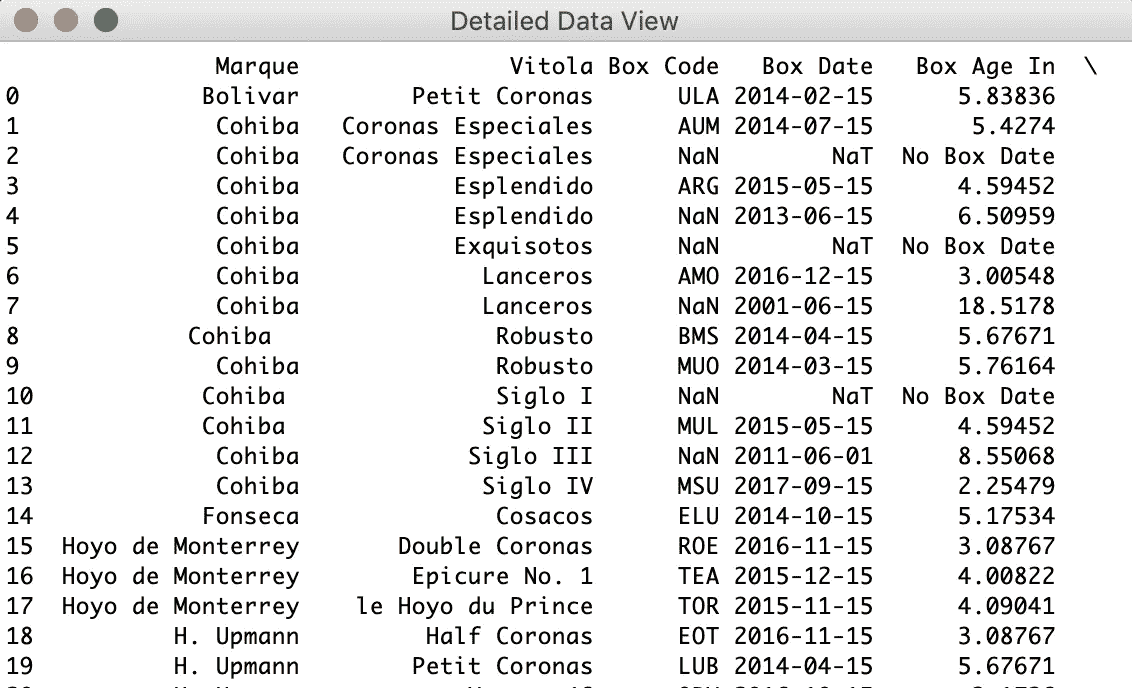 Detailed Data View
Marque Vitola Box Code Box Date Box Age In \
0 Bolivar Petit Coronas ULA 2014-02-15 5.83836
1 Cohiba Coronas Especiales AUM 2014-07-15 5.4274
2 Cohiba Coronas Especiales NaN NaT No Box Date
3 Cohiba Esplendido ARG 2015-05-15 4.59452
4 Cohiba Esplendido NaN 2013-06-15 6.50959
5 Cohiba Exquisotos NaN NaT No Box Date
6 Cohiba Lanceros AMO 2016-12-15 3.00548
7 Cohiba Lanceros NaN 2001-06-15 18.5178
8 Cohiba Robusto BMS 2014-04-15 5.67671
9 Cohiba Robusto MUO 2014-03-15 5.76164
10 Cohiba Siglo I NaN NaT No Box Date
11 Cohiba Siglo II MUL 2015-05-15 4.59452
12 Cohiba Siglo III NaN 2011-06-01 8.55068
13 Cohiba Siglo IV MSU 2017-09-15 2.25479
14 Fonseca Cosacos ELU 2014-10-15 5.17534
15 Hoyo de Monterrey Double Coronas ROE 2016-11-15 3.08767
16 Hoyo de Monterrey Epicure No. 1 TEA 2015-12-15 4.00822
17 Hoyo de Monterrey le Hoyo du Prince TOR 2015-11-15 4.09041
18 H. Upmann Half Coronas EOT 2016-11-15 3.08767
19 H. Upmann Petit Coronas LUB 2014-04-15 5.67671